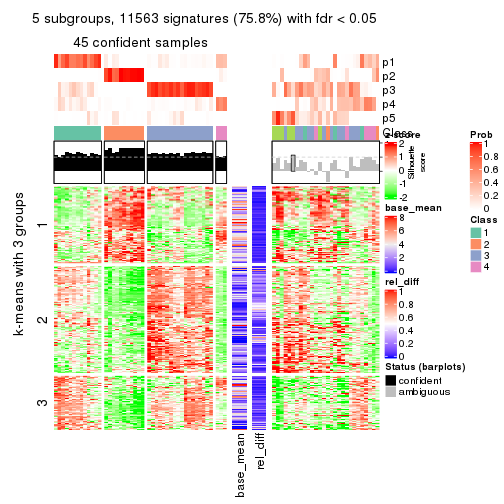 5 subgroups, 11563 signatures (75.8%) with fdr < 0.05
45 confident samples
p1
p2
p3
p4
p5
Class
Silhouette
score
1
2
3
k-means with 3 groups
base_mean
rel_diff
z-score
2
1
0
-1
-2
base_mean
8
6
4
2
0
rel_diff
1
0.8
0.6
0.4
0.2
0
Status (barplots)
confident
ambiguous
Prob
1
0.8
0.6
0.4
0.2
0
Class
1
2
3
4